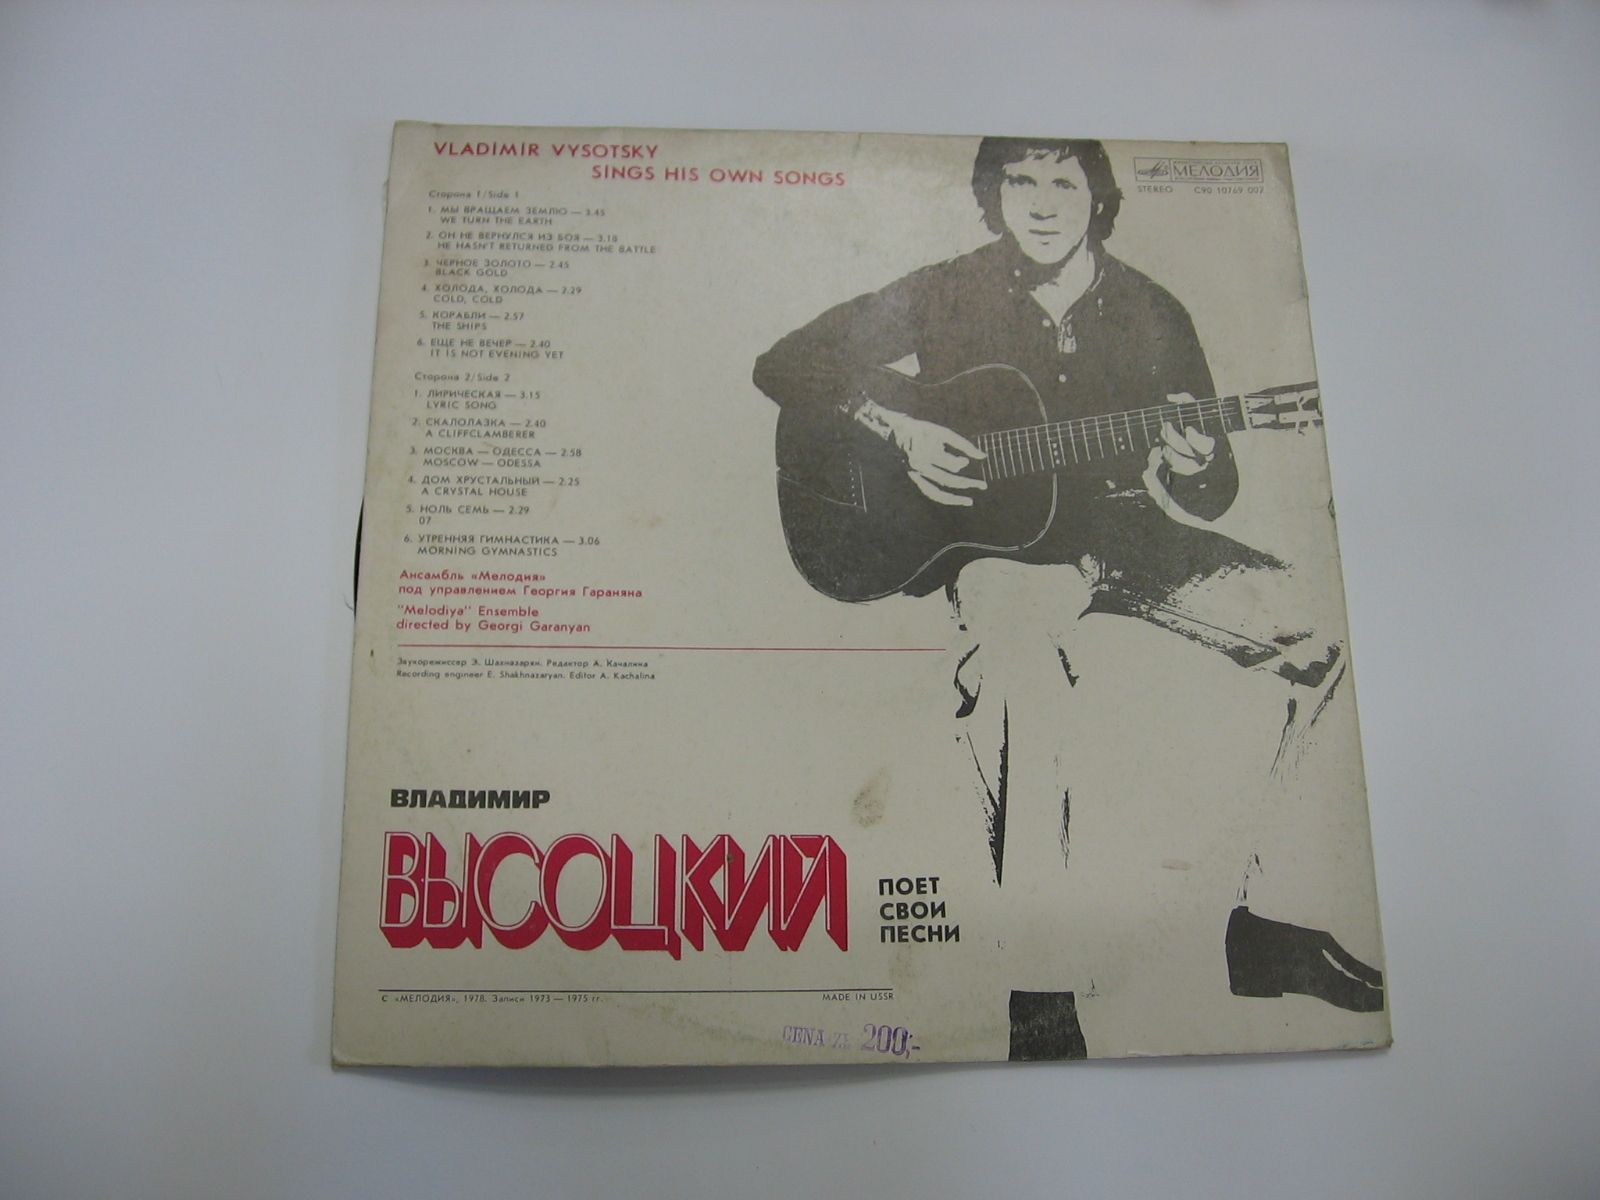 VLADIMIR VYSOTSKY
SINGS HIS OWN SONGS
Сторона 1/Side 1
1. МЫ ВРАЩАЕМ ЗЕМЛЮ — 3.45
WE TURN THE EARTH
2. ОН НЕ ВЕРНУЛСЯ ИЗ БОЯ — 3.18
HE HASN'T RETURNED FROM THE BATTLE
3. ЧЕРНОЕ ЗОЛОТО — 2.45
BLACK GOLD
4. ХОЛОДА, ХОЛОДА — 2.29
COLD, COLD
5. КОРАБЛИ — 2.57
THE SHIPS
6. ЕЩЕ НЕ ВЕЧЕР — 2.40
IT IS NOT EVENING YET
Сторона 2/Side 2
1. ЛИРИЧЕСКАЯ — 3.15
LYRIC SONG
2. СКАЛОЛАЗКА — 2.40
A CLIFFCLAMBERER
3. МОСКВА — ОДЕССА — 2.58
MOSCOW — ODESSA
4. ДОМ ХРУСТАЛЬНЫЙ — 2.25
A CRYSTAL HOUSE
5. НОЛЬ СЕМЬ — 2.29
07
6. УТРЕННЯЯ ГИМНАСТИКА — 3.06
MORNING GYMNASTICS
Ансамбль «Мелодия»
под управлением Георгия Гараняна
"Melodiya" Ensemble
directed by Georgi Garanyan
Звукорежиссер Э. Шахназарян. Редактор А. Качалина
Recording engineer E. Shakhnazaryan. Editor A. Kachalina
МЕЛОДИЯ
STEREO C90 10769 007
ВЛАДИМИР
ВЫСОЦКИЙ
ПОЕТ
СВОИ
ПЕСНИ
С «МЕЛОДИЯ», 1978. Записи 1973 — 1975 гг.
MADE IN USSR
CENA ZŁ 200,-